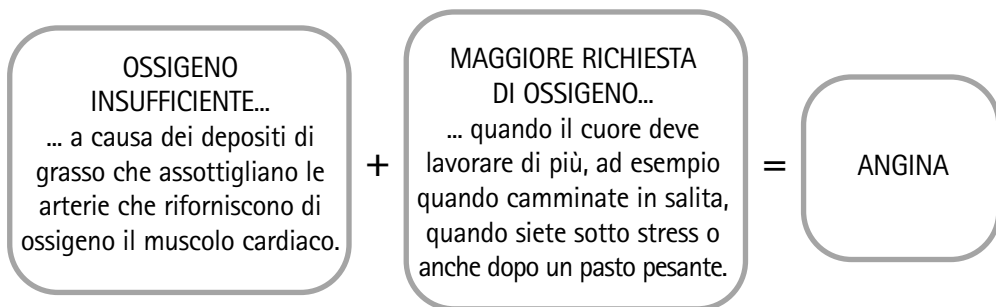 OSSIGENO
INSUFFICIENTE...
... a causa dei depositi di
grasso che assottigliano le
arterie che riforniscono di
ossigeno il muscolo cardiaco.
+
MAGGIORE RICHIESTA
DI OSSIGENO...
... quando il cuore deve
lavorare di più, ad esempio
quando camminate in salita,
quando siete sotto stress o
anche dopo un pasto pesante.
=
ANGINA